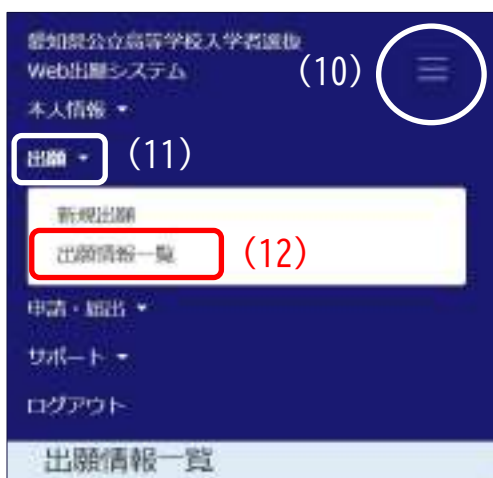 愛知県公立高等学校入学者選抜
Web出願システム
(10)
本人情報
出願
(11)
新規出願
出願情報一覧
(12)
申請・届出
サポート
ログアウト
出願情報一覧